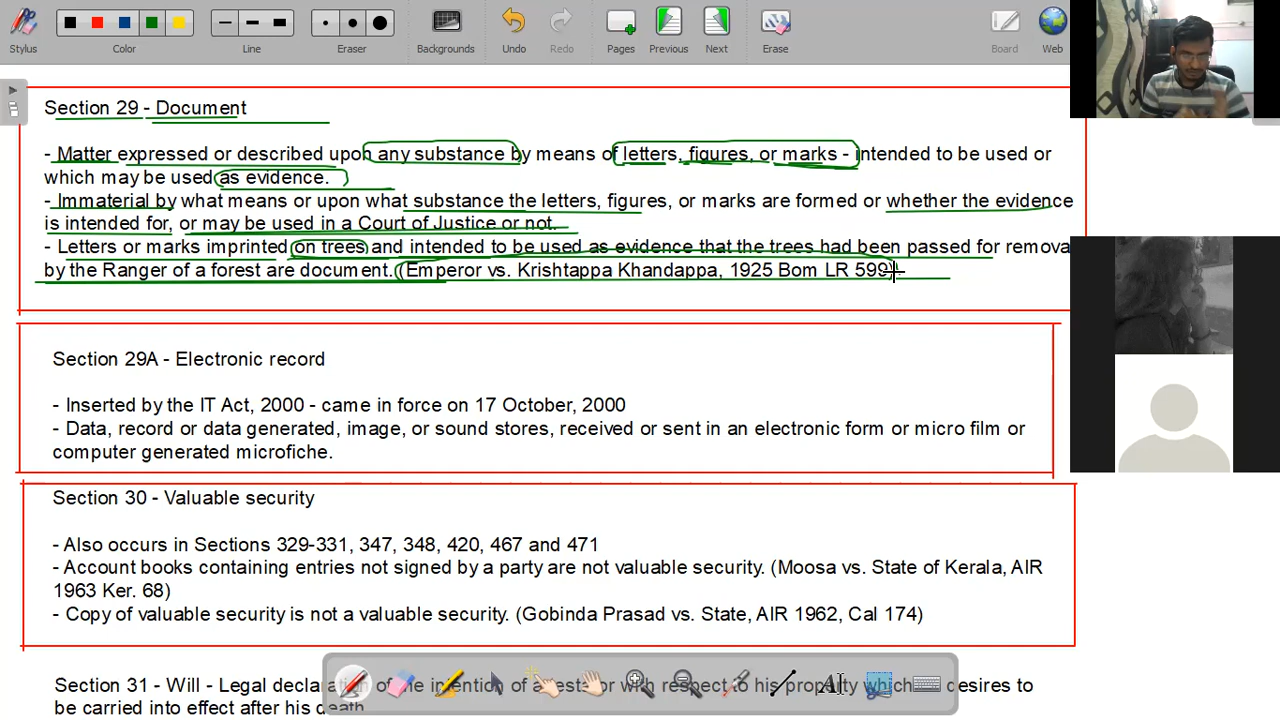 Stylus
Color
Line
Eraser
Backgrounds
Undo
Redo
Pages
Previous
Next
Erase
Board
Web
Section 29 - Document
- Matter expressed or described upon any substance by means of letters, figures, or marks - intended to be used or
which may be used as evidence.
- Immaterial by what means or upon what substance the letters, figures, or marks are formed or whether the evidence
is intended for, or may be used in a Court of Justice or not.
- Letters or marks imprinted on trees and intended to be used as evidence that the trees had been passed for remova
by the Ranger of a forest are document. (Emperor vs. Krishtappa Khandappa, 1925 Bom LR 599)
Section 29A - Electronic record
- Inserted by the IT Act, 2000 - came in force on 17 October, 2000
- Data, record or data generated, image, or sound stores, received or sent in an electronic form or micro film or
computer generated microfiche.
Section 30 - Valuable security
- Also occurs in Sections 329-331, 347, 348, 420, 467 and 471
- Account books containing entries not signed by a party are not valuable security. (Moosa vs. State of Kerala, AIR
1963 Ker. 68)
- Copy of valuable security is not a valuable security. (Gobinda Prasad vs. State, AIR 1962, Cal 174)
Section 31 - Will - Legal declaration of the intention of a testator with respect to his property which he desires to
be carried into effect after his death